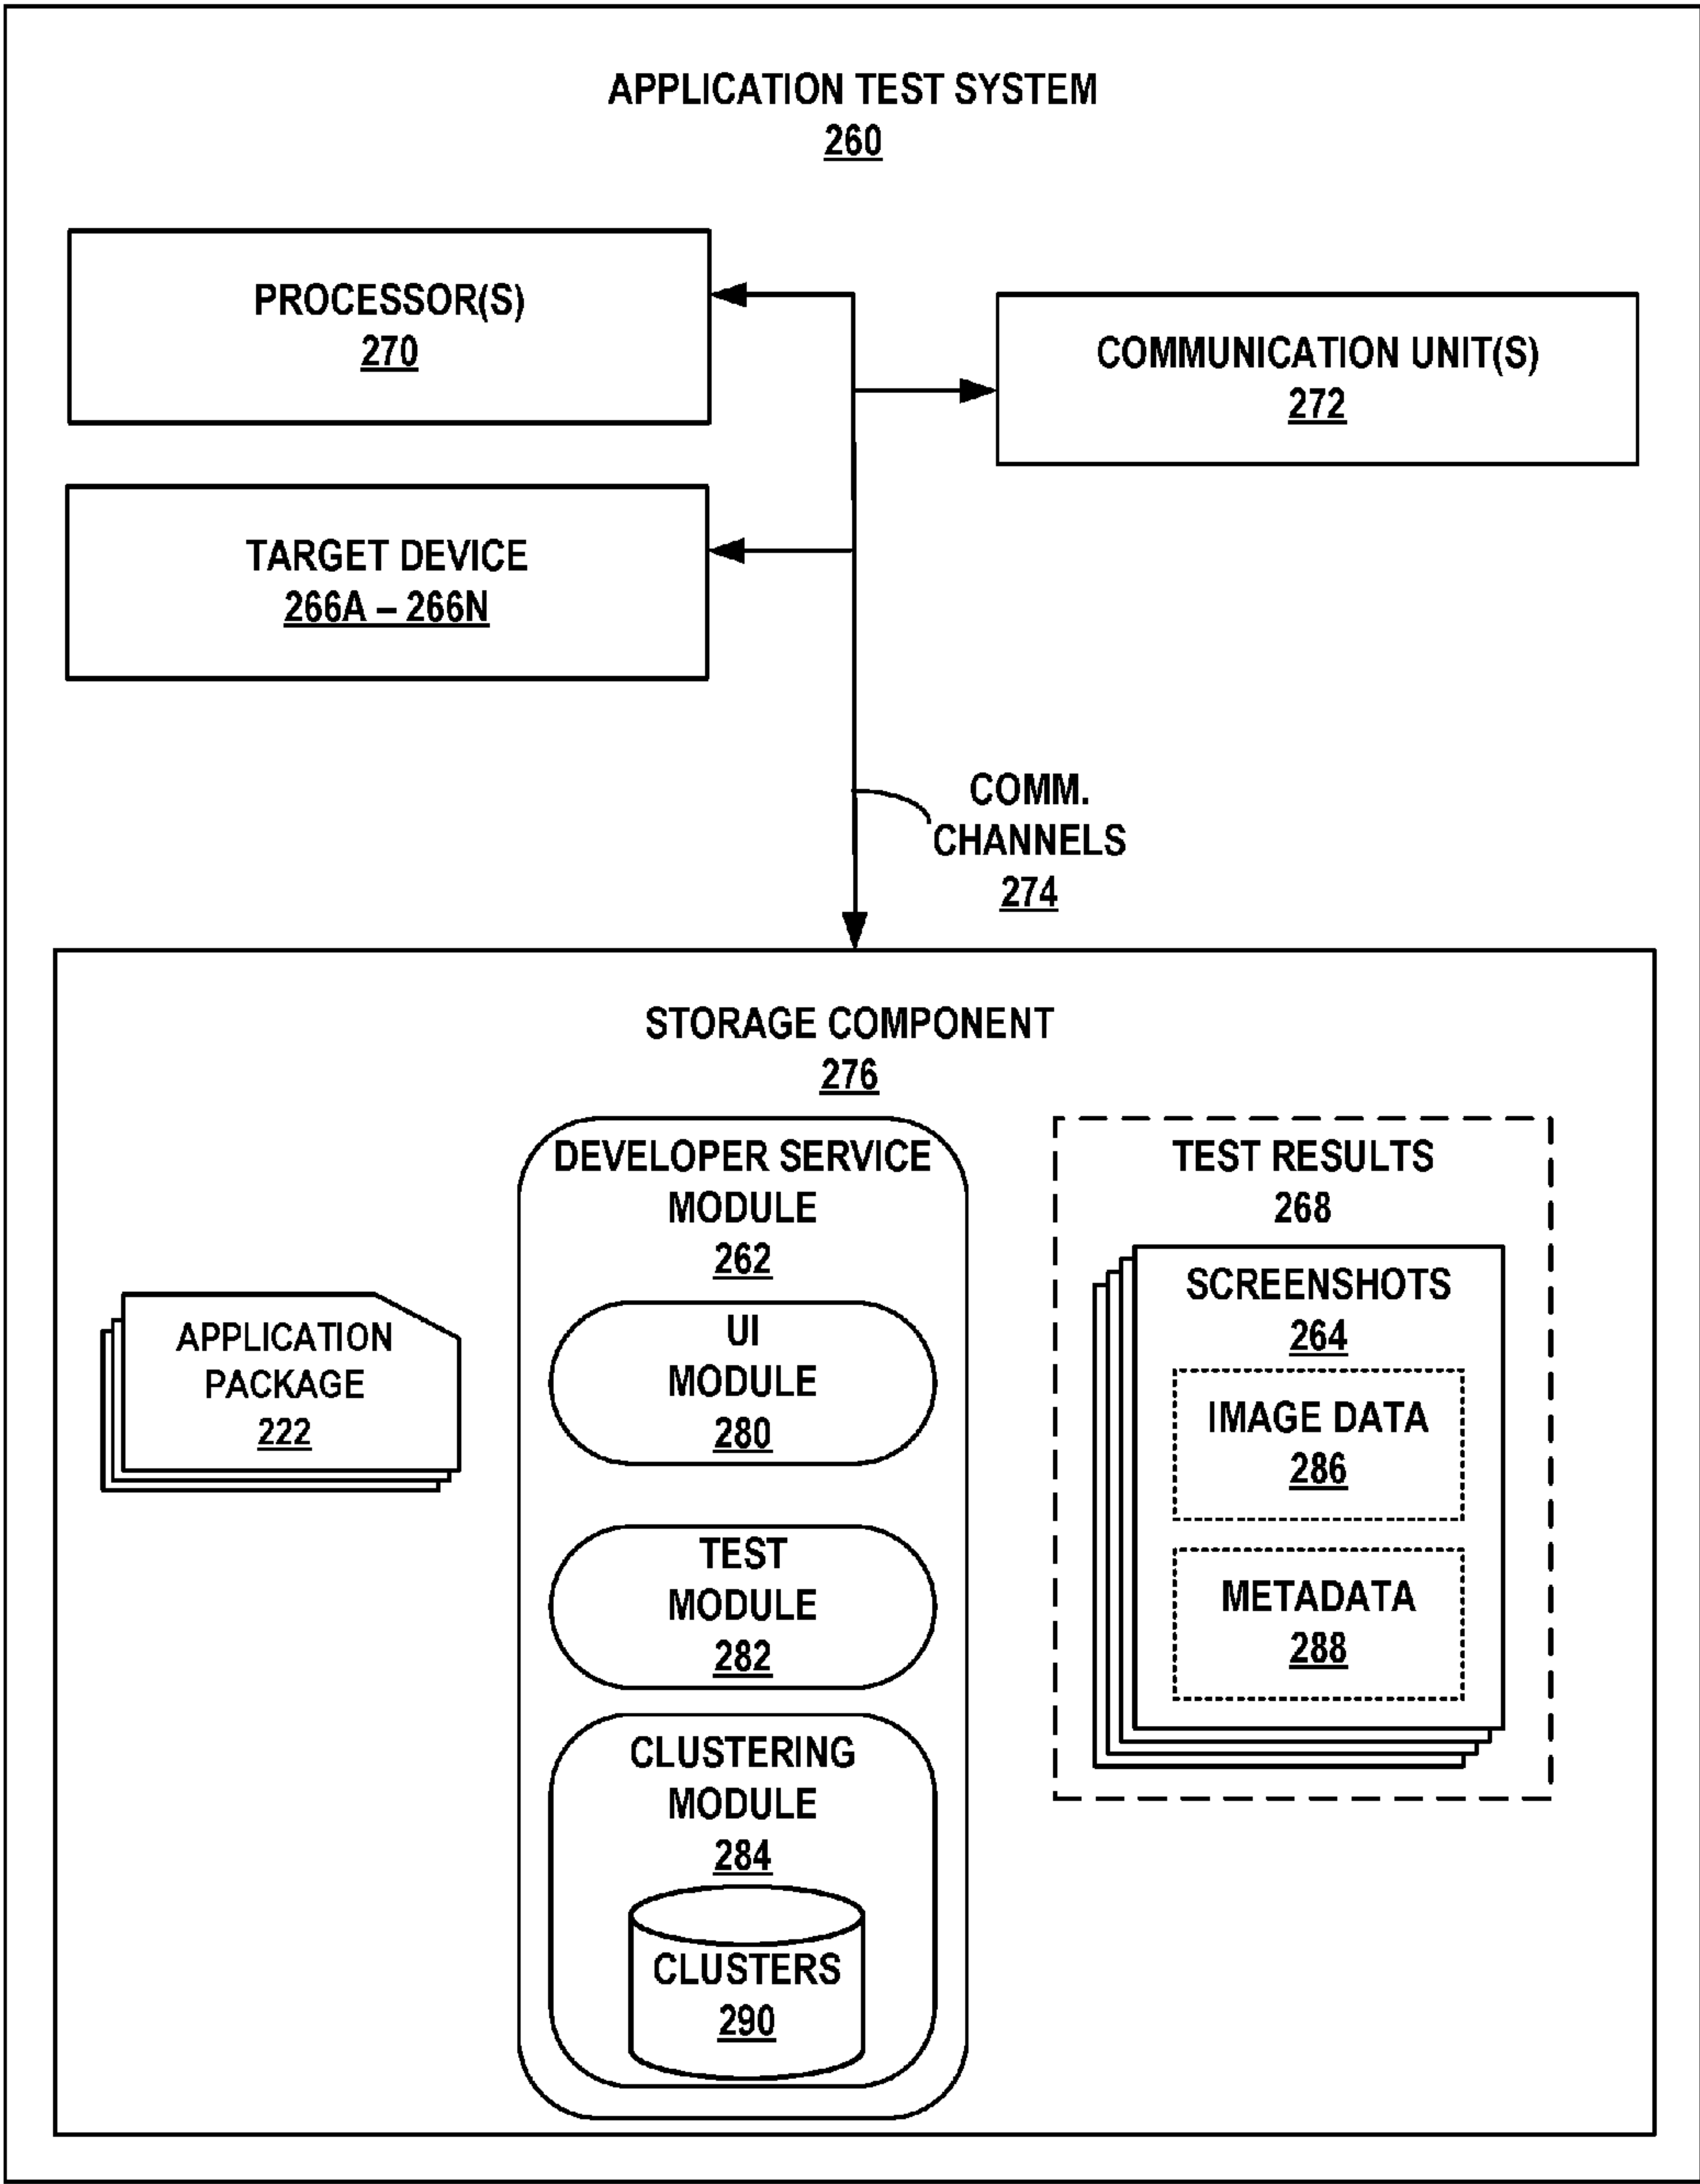 APPLICATION TEST SYSTEM
260
PROCESSOR(S)
270
COMMUNICATION UNIT(S)
272
TARGET DEVICE
266A – 266N
COMM.
CHANNELS
274
STORAGE COMPONENT
276
APPLICATION
PACKAGE
222
DEVELOPER SERVICE
MODULE
262
UI
MODULE
280
TEST
MODULE
282
CLUSTERING
MODULE
284
CLUSTERS
290
TEST RESULTS
268
SCREENSHOTS
264
IMAGE DATA
286
METADATA
288